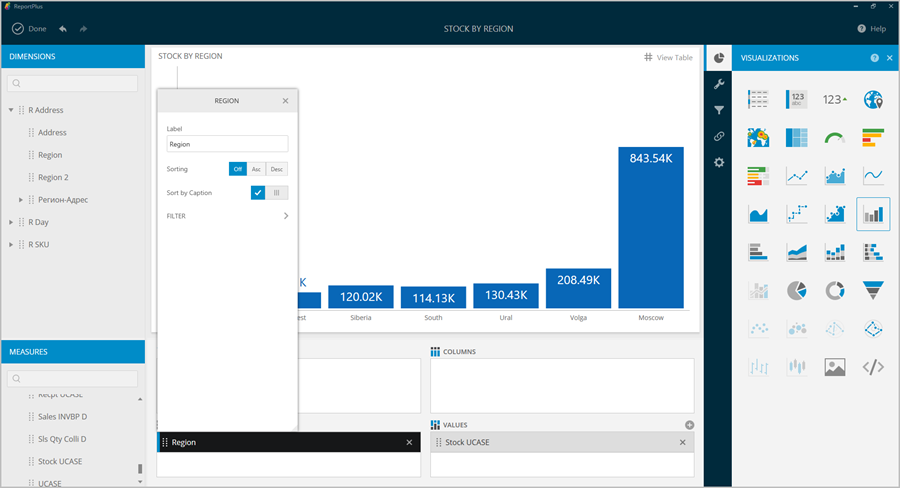 ReportPlus
Done
STOCK BY REGION
Help
DIMENSIONS
R Address
Address
Region
Region 2
Регион-Адрес
R Day
R SKU
MEASURES
Recpt UCASE
Sales INVBP D
Sls Qty Colli D
Stock UCASE
UCASE
STOCK BY REGION
View Table
REGION
Label
Region
Sorting
Off Asc Desc
Sort by Caption
FILTER
K
120.02K
114.13K
130.43K
208.49K
843.54K
est
Siberia
South
Ural
Volga
Moscow
COLUMNS
VALUES
Region
Stock UCASE
VISUALIZATIONS
123
abc
123